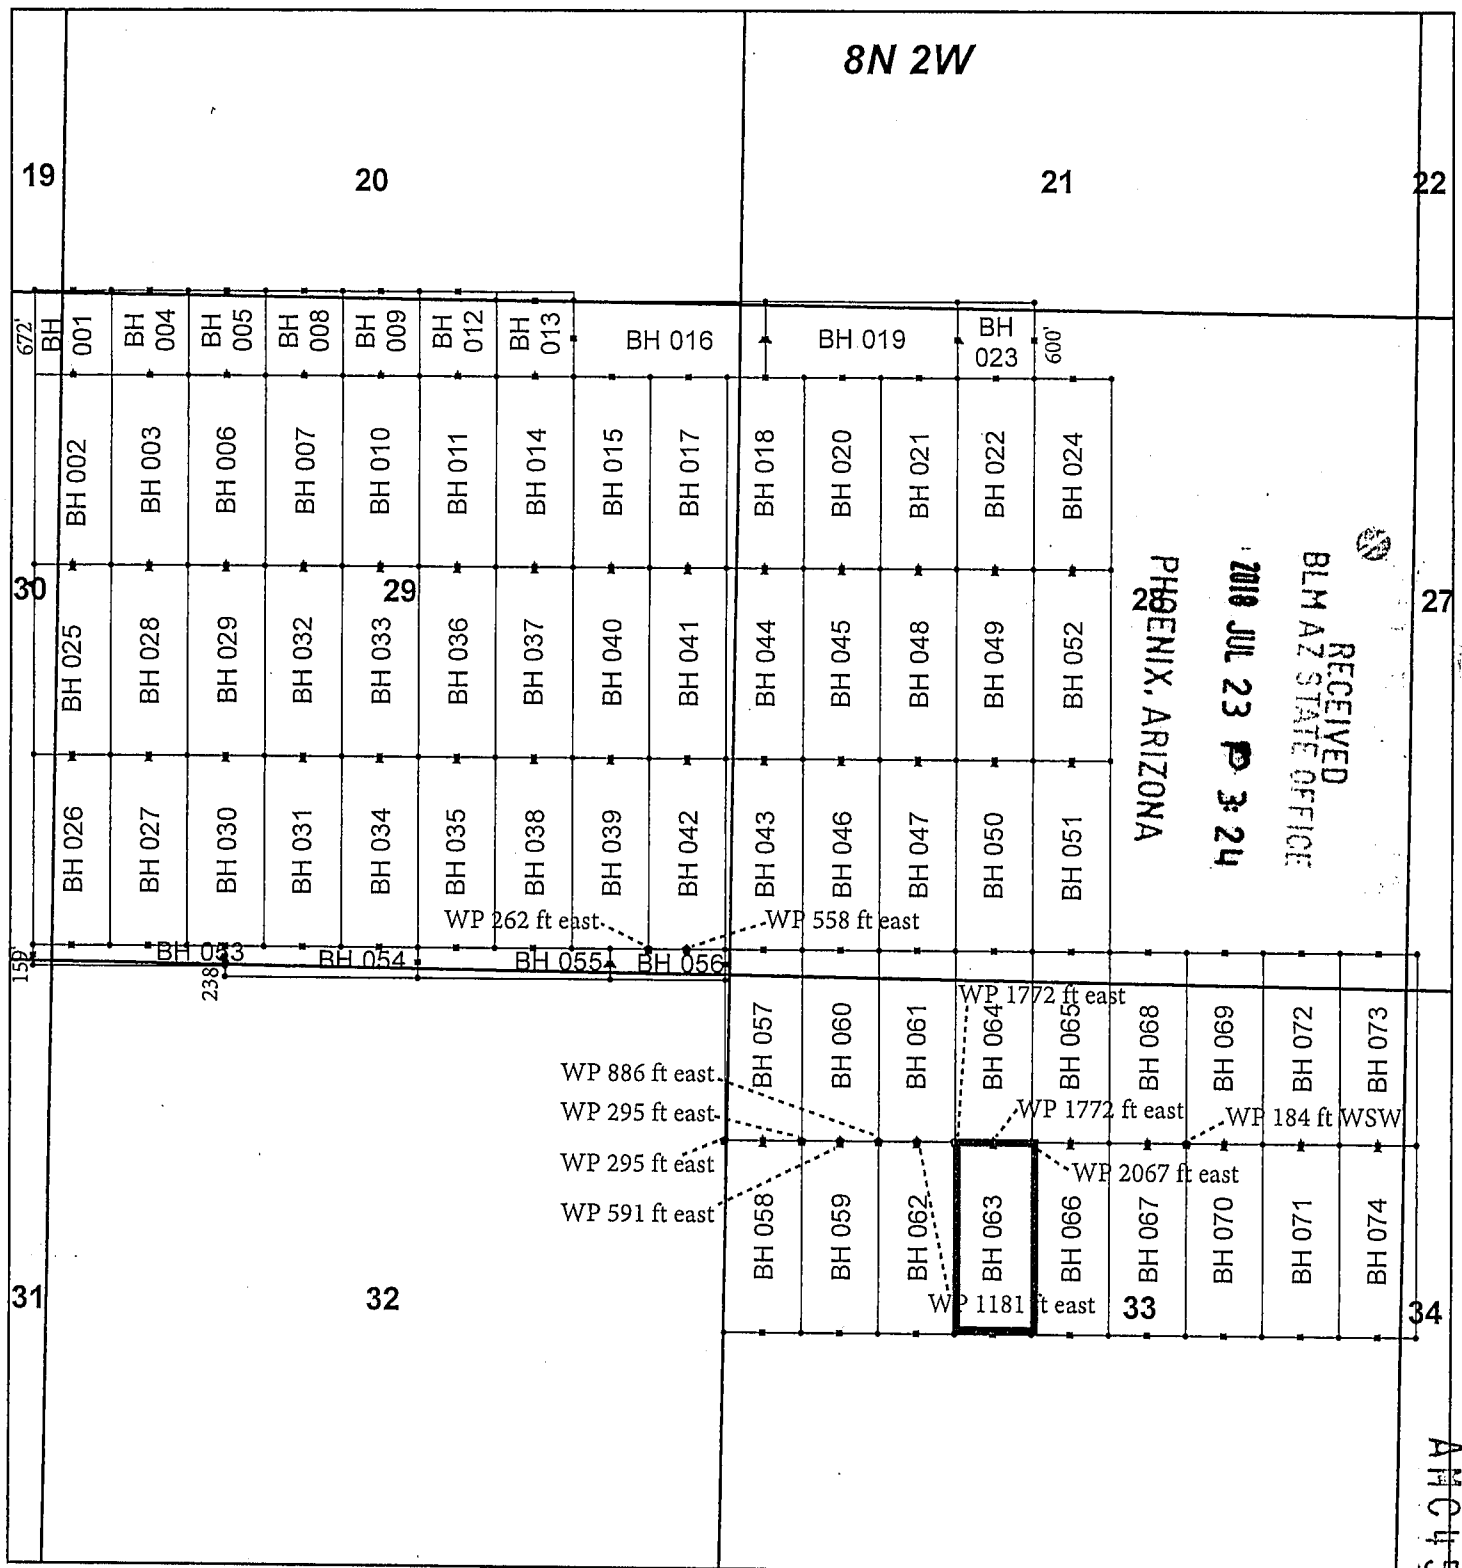 8N 2W
19
20
21
22
672'
BH 001
BH 004
BH 005
BH 008
BH 009
BH 012
BH 013
BH 016
BH 019
BH 023
600'
BH 002
BH 003
BH 006
BH 007
BH 010
BH 011
BH 014
BH 015
BH 017
BH 018
BH 020
BH 021
BH 022
BH 024
30
29
28
27
BH 025
BH 028
BH 029
BH 032
BH 033
BH 036
BH 037
BH 040
BH 041
BH 044
BH 045
BH 048
BH 049
BH 052
RECEIVED
BLM AZ STATE OFFICE
2018 JUL 23 P 3:24
PHOENIX, ARIZONA
BH 026
BH 027
BH 030
BH 031
BH 034
BH 035
BH 038
BH 039
BH 042
BH 043
BH 046
BH 047
BH 050
BH 051
WP 262 ft east
WP 558 ft east
159'
BH 053
238'
BH 054
BH 055
BH 056
WP 1772 ft east
BH 057
BH 060
BH 061
BH 064
BH 065
BH 068
BH 069
BH 072
BH 073
WP 886 ft east
WP 295 ft east
WP 1772 ft east
WP 184 ft WSW
WP 295 ft east
WP 2067 ft east
WP 591 ft east
BH 058
BH 059
BH 062
BH 063
BH 066
BH 067
BH 070
BH 071
BH 074
WP 1181 ft east
31
32
33
34